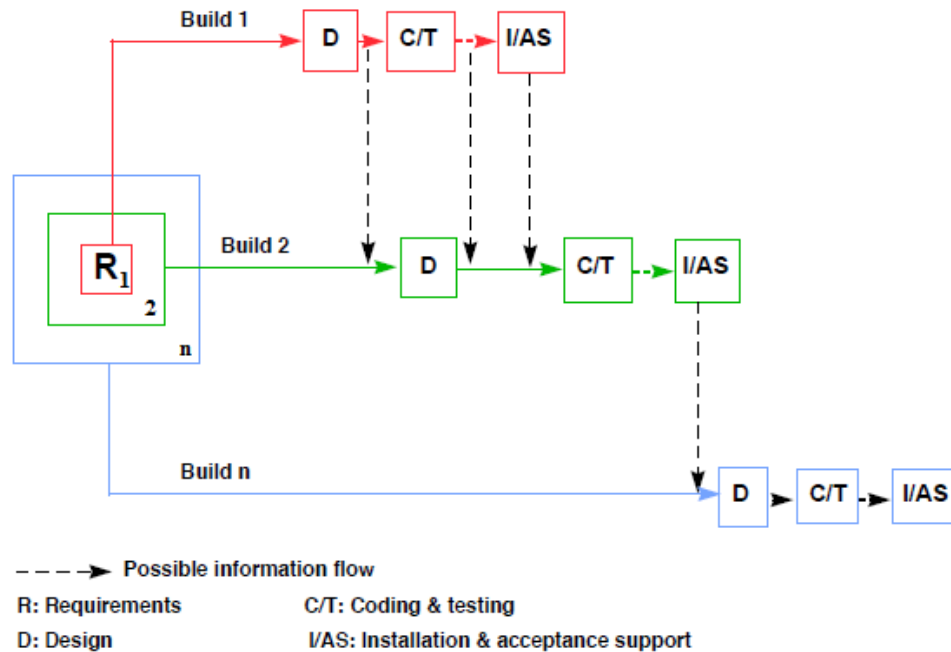 Build 1
D
C/T
I/AS
Build 2
D
C/T
I/AS
R1
2
n
Build n
D
C/T
I/AS
Possible information flow
R: Requirements
C/T: Coding & testing
D: Design
I/AS: Installation & acceptance support